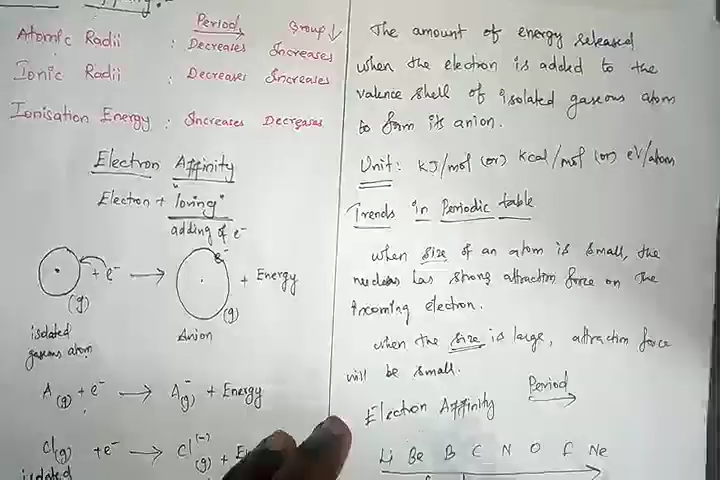 Period → Group ↓
Atomic Radii : Decreases Increases
Ionic Radii : Decreases Increases
Ionisation Energy : Increases Decreases
Electron Affinity
Electron + "loving"
adding of e-
+ e- → e- + Energy
(g) (g)
isolated Anion
gaseous atom
A(g) + e- → A-(g) + Energy
Cl(g) + e- → Cl(-)(g) +
isolated
The amount of energy released
when the electron is added to the
valence shell of isolated gaseous atom
to form its anion.
Unit: KJ/mol (or) Kcal/mol (or) eV/atom
Trends in Periodic table
when size of an atom is small, the
nucleus has strong attraction force on the
incoming electron.
when the size is large, attraction force
will be small.
Electron Affinity Period →
Li Be B C N O F Ne